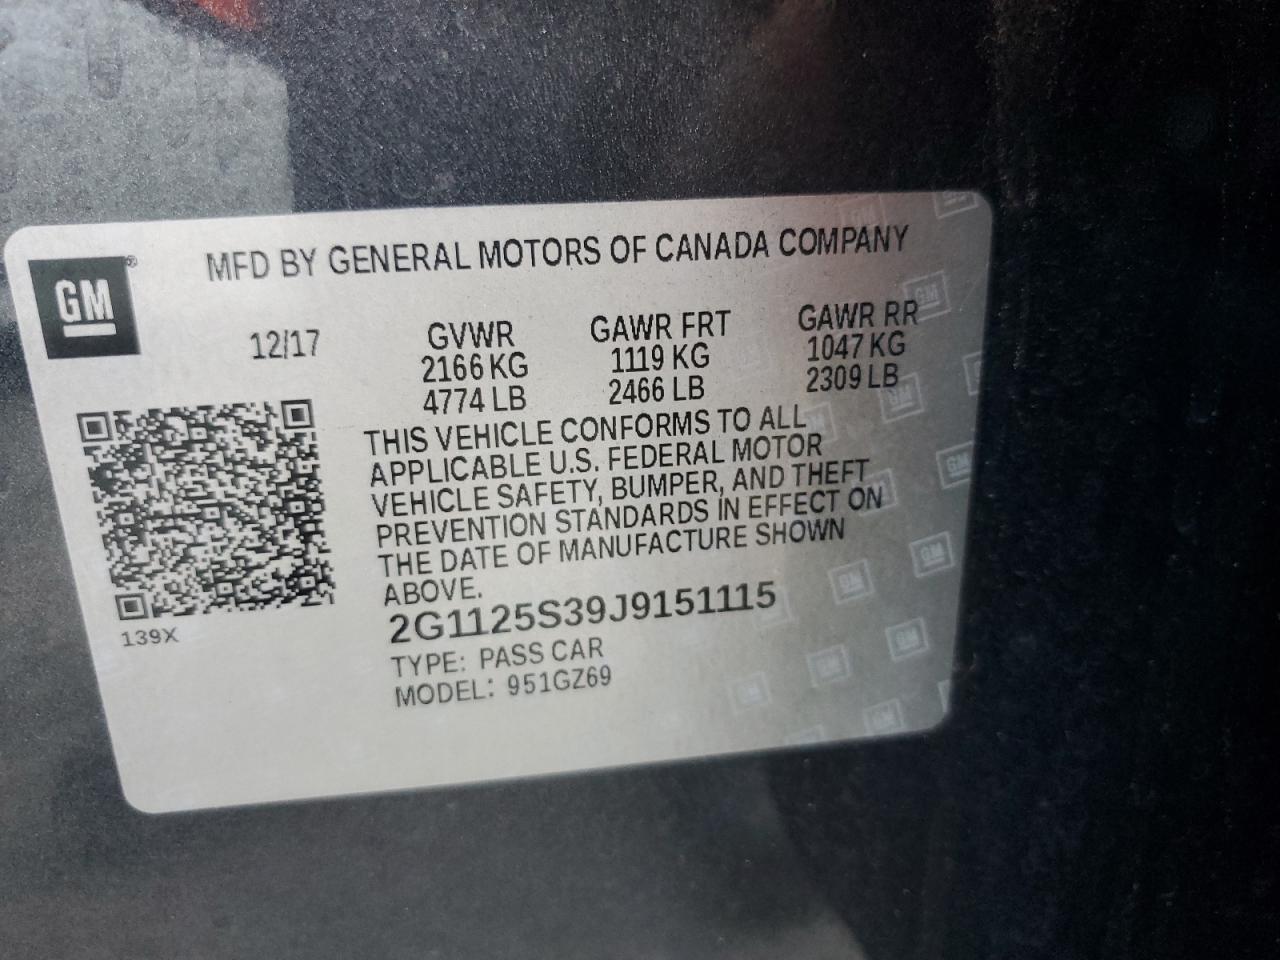 MFD BY GENERAL MOTORS OF CANADA COMPANY
GM®
12/17
GVWR
2166 KG
4774 LB
GAWR FRT
1119 KG
2466 LB
GAWR RR
1047 KG
2309 LB
THIS VEHICLE CONFORMS TO ALL
APPLICABLE U.S. FEDERAL MOTOR
VEHICLE SAFETY, BUMPER, AND THEFT
PREVENTION STANDARDS IN EFFECT ON
THE DATE OF MANUFACTURE SHOWN
ABOVE.
2G1125S39J9151115
TYPE: PASS CAR
MODEL: 951GZ69
139X